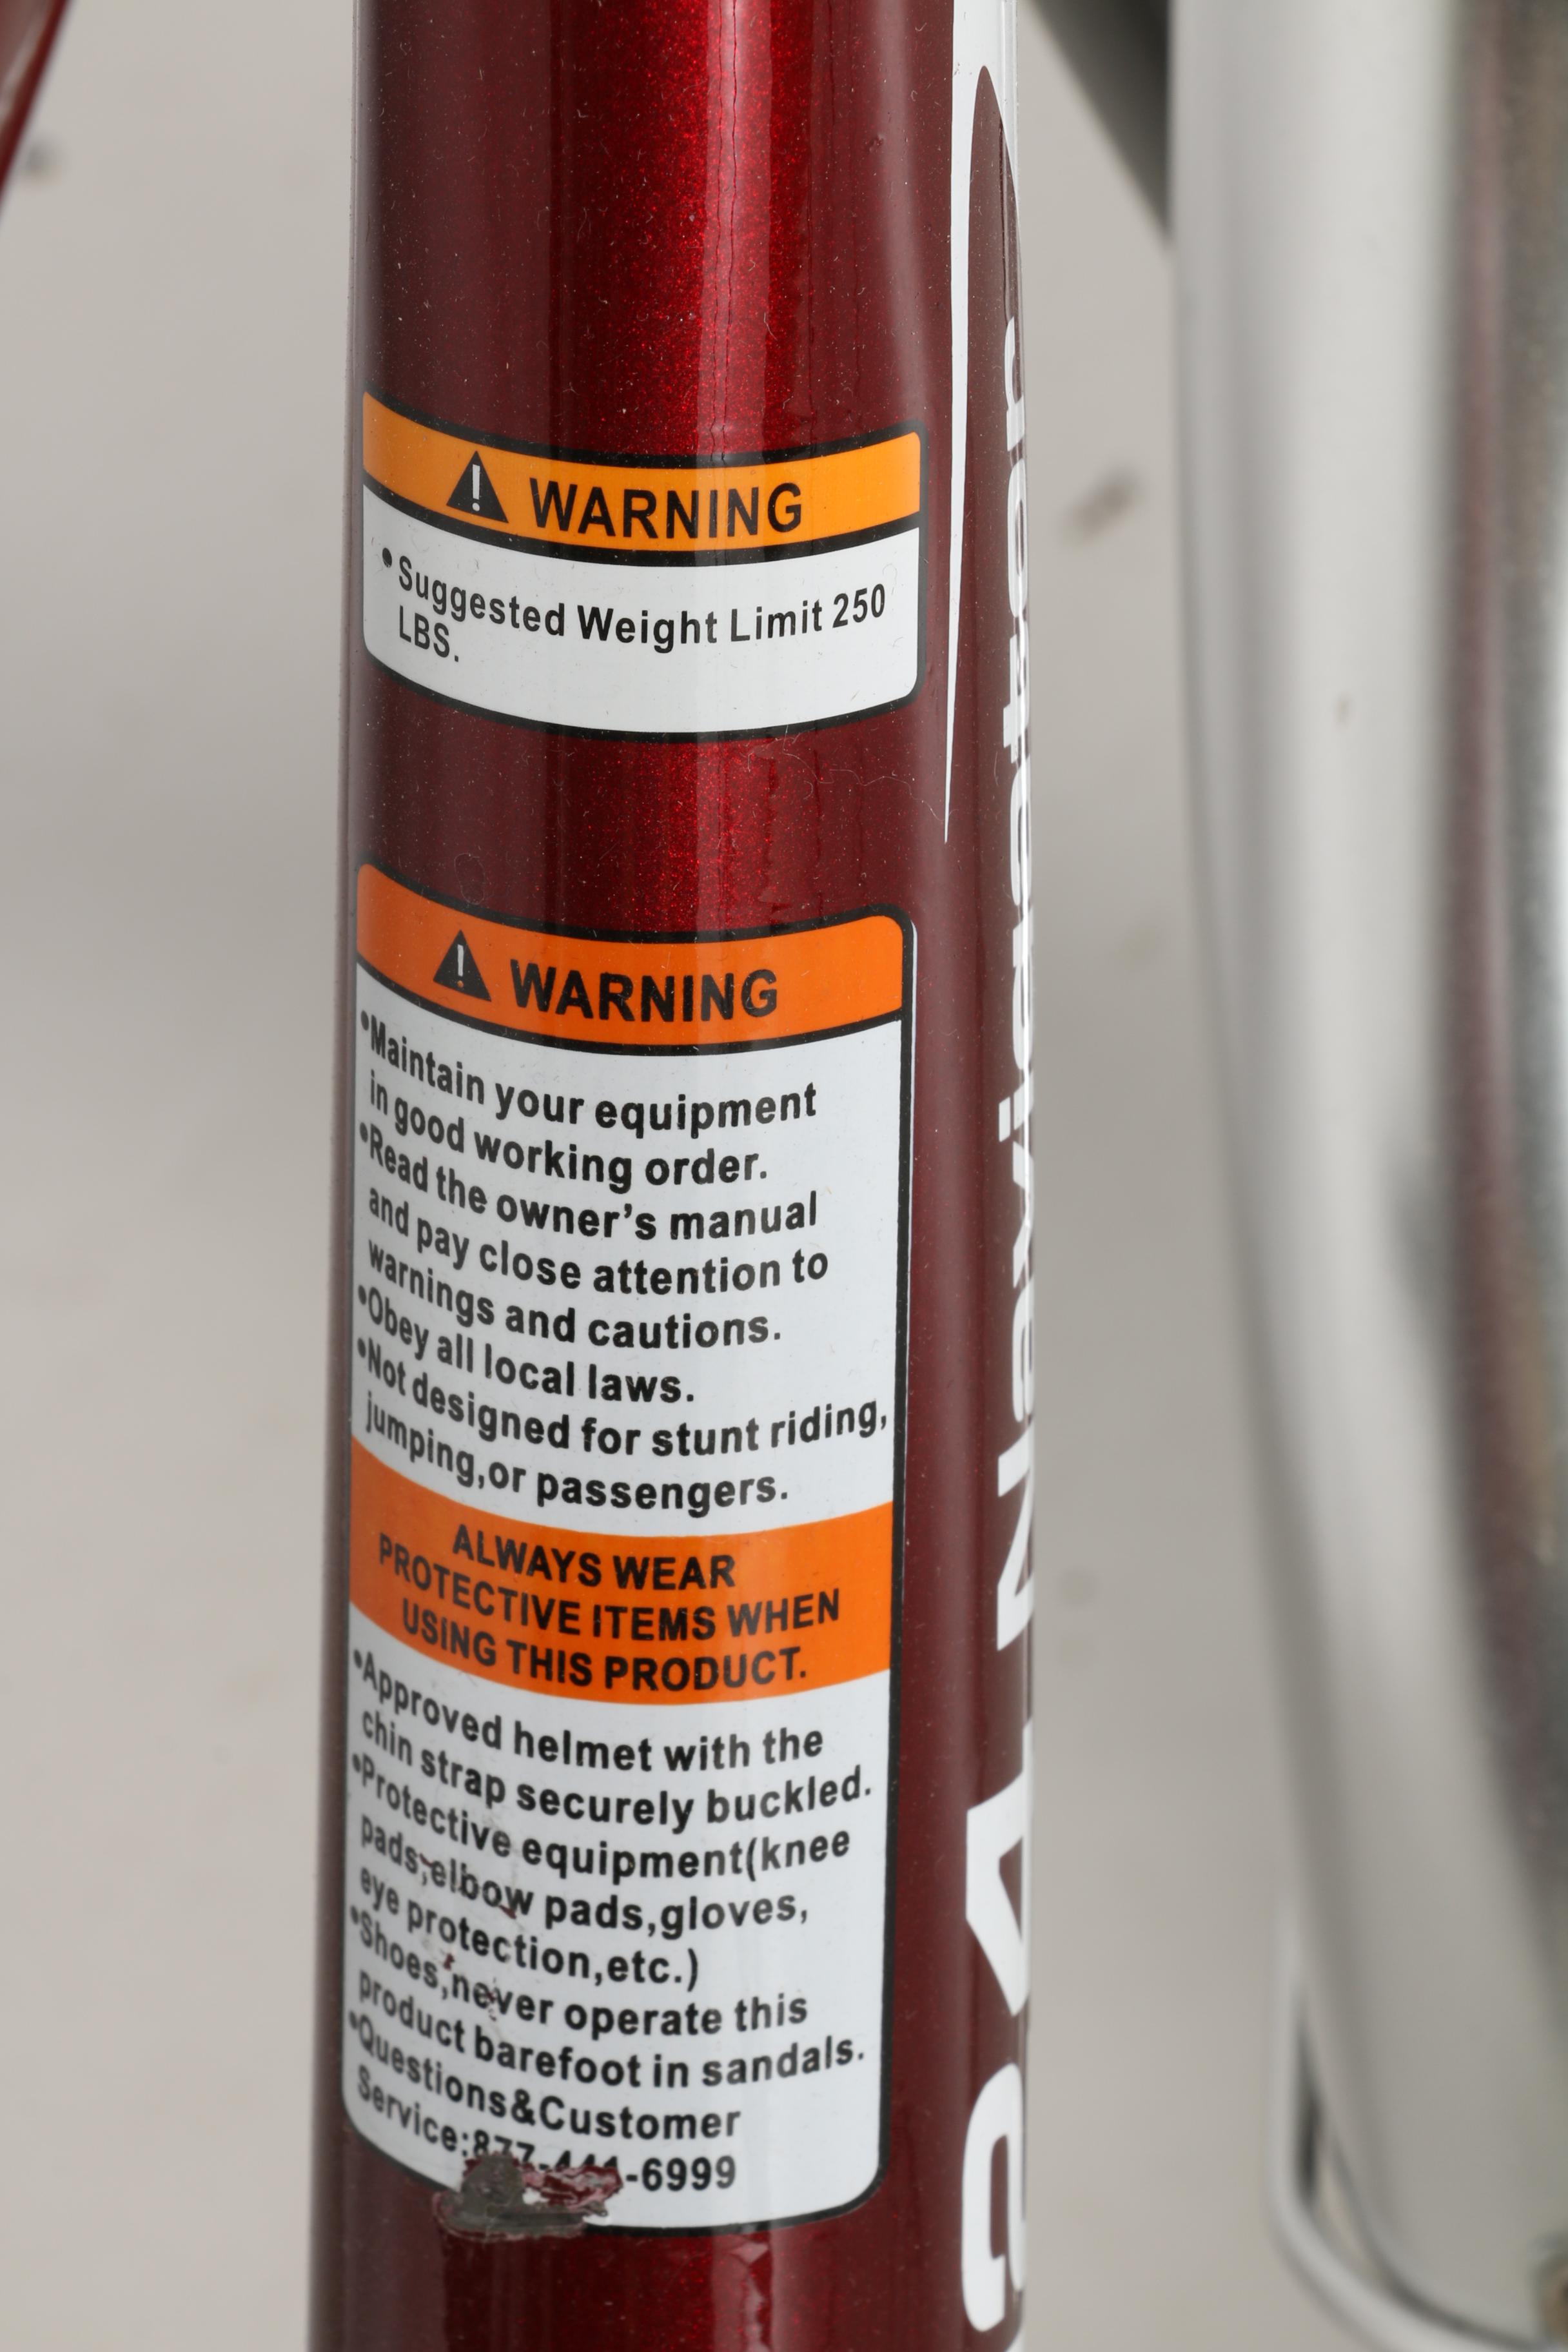 WARNING
•Suggested Weight Limit 250
LBS.
WARNING
•Maintain your equipment
in good working order.
•Read the owner's manual
and pay close attention to
warnings and cautions.
•Obey all local laws.
•Not designed for stunt riding,
jumping,or passengers.
ALWAYS WEAR
PROTECTIVE ITEMS WHEN
USING THIS PRODUCT.
•Approved helmet with the
chin strap securely buckled.
•Protective equipment(knee
pads,elbow pads,gloves,
eye protection,etc.)
•Shoes,never operate this
product barefoot in sandals.
•Questions&Customer
Service:877-441-6999